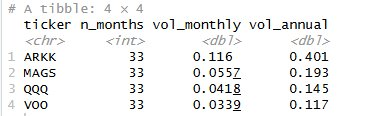 # A tibble: 4 × 4
ticker n_months vol_monthly vol_annual
<chr> <int> <dbl> <dbl>
1 ARKK 33 0.116 0.401
2 MAGS 33 0.0557 0.193
3 QQQ 33 0.0418 0.145
4 VOO 33 0.0339 0.117